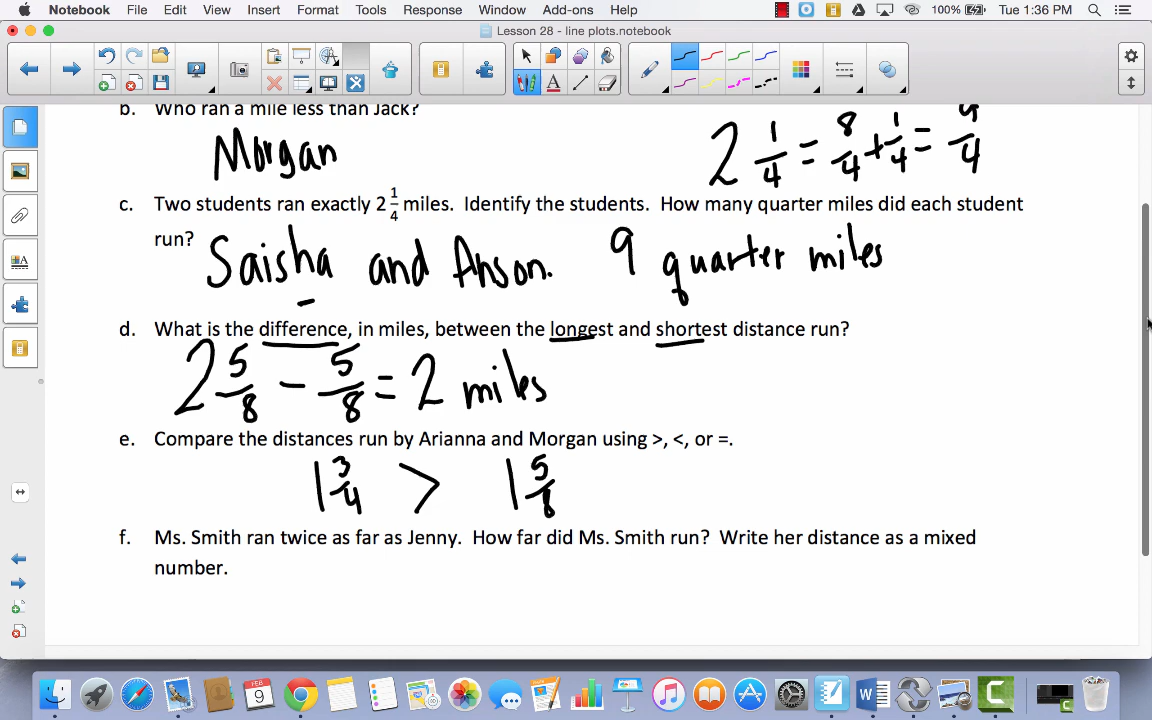 Notebook File Edit View Insert Format Tools Response Window Add-ons Help 100% Tue 1:36 PM
Lesson 28 - line plots.notebook
b. Who ran a mile less than Jack?
Morgan
2 1/4 = 8/4 + 1/4 = 9/4
c. Two students ran exactly 2 1/4 miles. Identify the students. How many quarter miles did each student
run?
Saisha and Anson. 9 quarter miles
d. What is the difference, in miles, between the longest and shortest distance run?
2 5/8 − 5/8 = 2 miles
e. Compare the distances run by Arianna and Morgan using >, <, or =.
1 3/4 > 1 5/8
f. Ms. Smith ran twice as far as Jenny. How far did Ms. Smith run? Write her distance as a mixed
number.
FEB
9